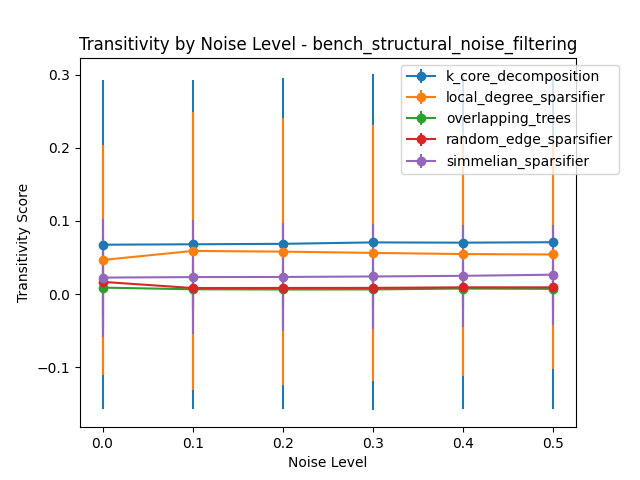 Transitivity by Noise Level - bench_structural_noise_filtering
k_core_decomposition
local_degree_sparsifier
overlapping_trees
random_edge_sparsifier
simmelian_sparsifier
Transitivity Score
0.3
0.2
0.1
0.0
−0.1
0.0 0.1 0.2 0.3 0.4 0.5
Noise Level